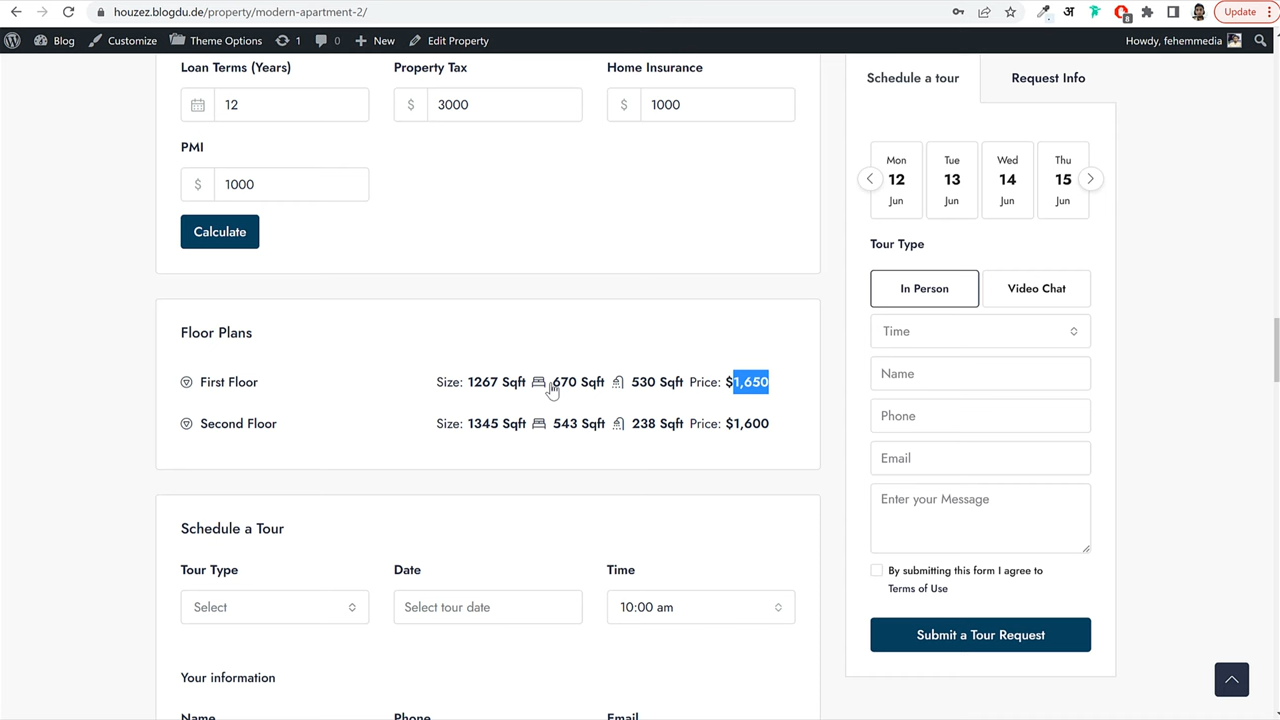 houzez.blogdu.de/property/modern-apartment-2/
अ
8
Update
Blog
Customize
Theme Options
1
0
New
Edit Property
Howdy, fehemmedia
Loan Terms (Years)
Property Tax
Home Insurance
12
$ 3000
$ 1000
PMI
$ 1000
Calculate
Floor Plans
First Floor
Size: 1267 Sqft 670 Sqft 530 Sqft Price: $1,650
Second Floor
Size: 1345 Sqft 543 Sqft 238 Sqft Price: $1,600
Schedule a Tour
Tour Type
Date
Time
Select
Select tour date
10:00 am
Your information
Name
Phone
Email
Schedule a tour
Request Info
Mon
12
Jun
Tue
13
Jun
Wed
14
Jun
Thu
15
Jun
Tour Type
In Person
Video Chat
Time
Name
Phone
Email
Enter your Message
By submitting this form I agree to
Terms of Use
Submit a Tour Request